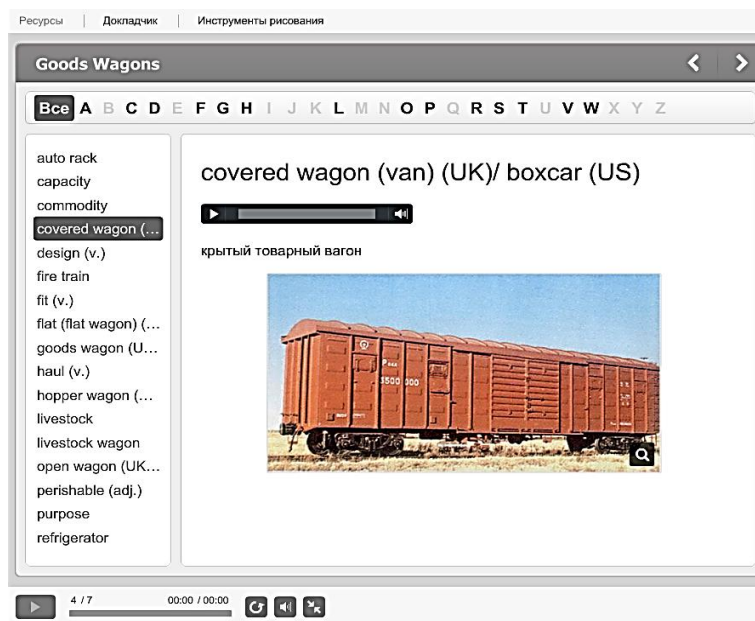 Ресурсы | Докладчик | Инструменты рисования
Goods Wagons
Все A B C D E F G H I J K L M N O P Q R S T U V W X Y Z
auto rack
capacity
commodity
covered wagon (...
design (v.)
fire train
fit (v.)
flat (flat wagon) (...
goods wagon (U...
haul (v.)
hopper wagon (...
livestock
livestock wagon
open wagon (UK...
perishable (adj.)
purpose
refrigerator
covered wagon (van) (UK)/ boxcar (US)
крытый товарный вагон
3500 000
4 / 7
00:00 / 00:00